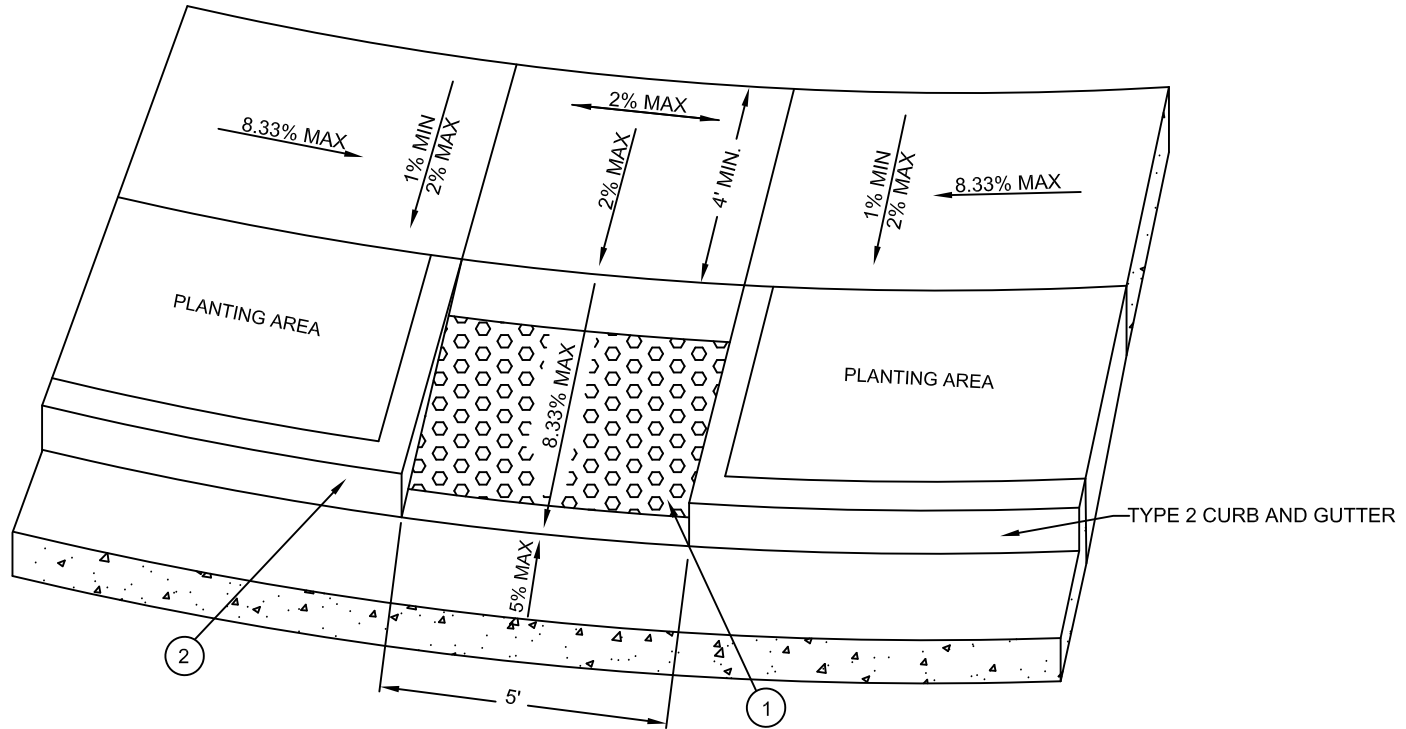 2% MAX
8.33% MAX
1% MIN
2% MAX
2% MAX
4' MIN.
1% MIN
2% MAX
8.33% MAX
PLANTING AREA
8.33% MAX
PLANTING AREA
TYPE 2 CURB AND GUTTER
5% MAX
2
5'
1